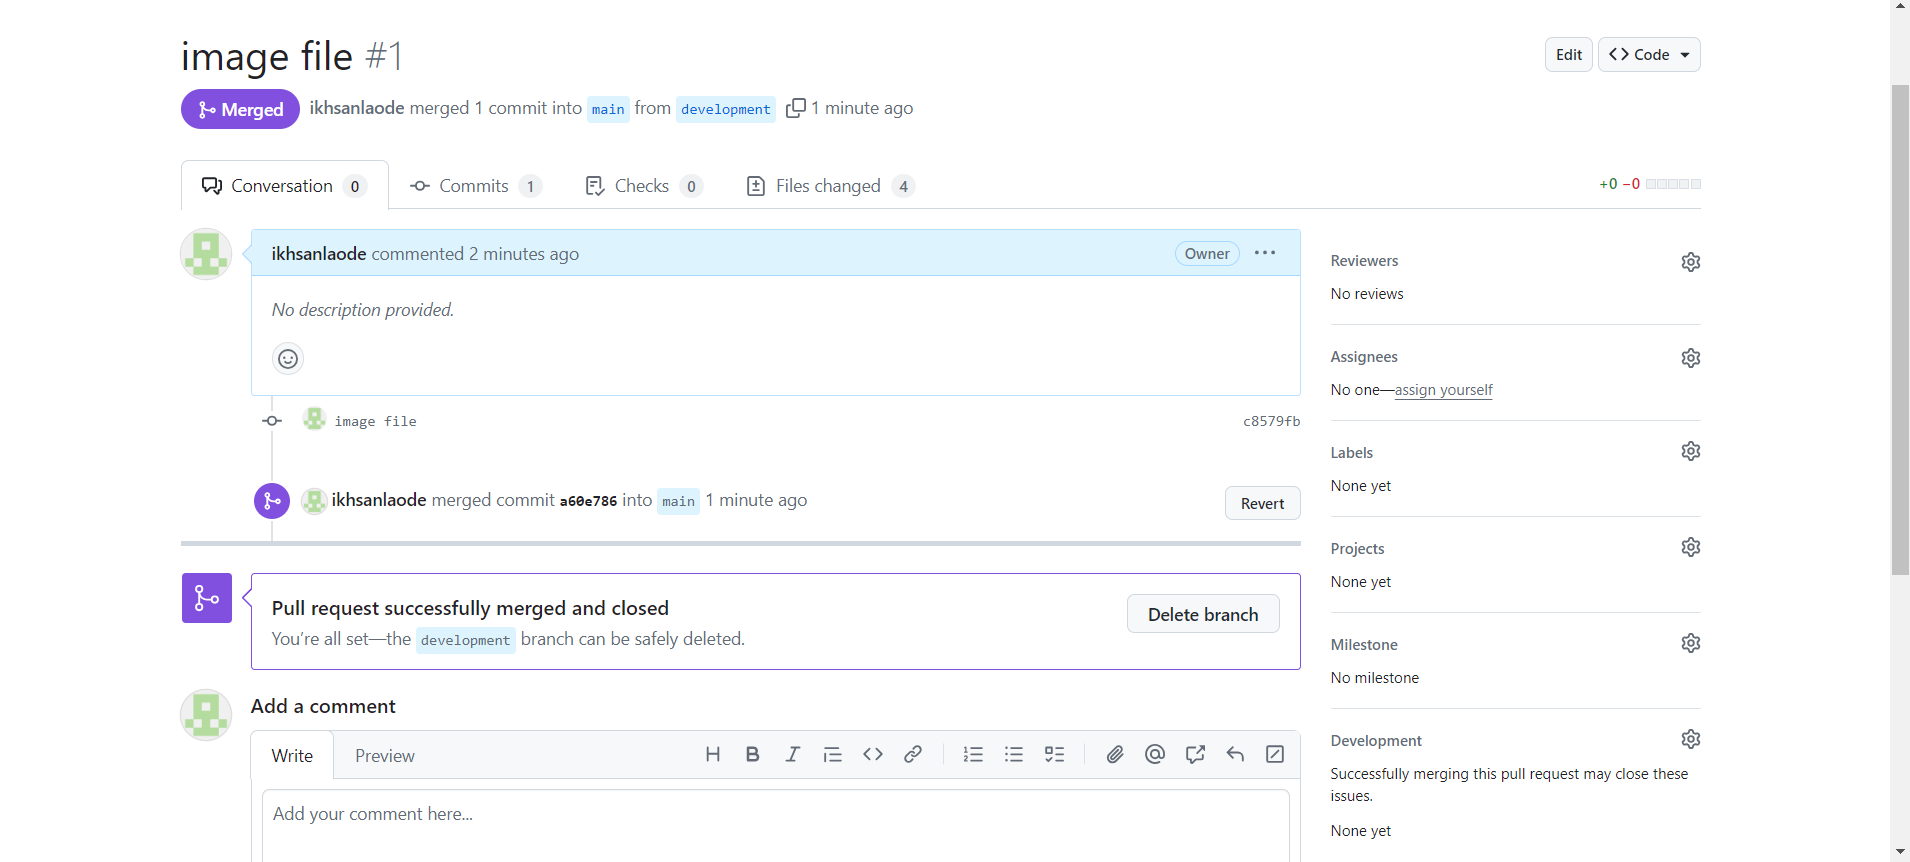 image file #1
Edit
Code
Merged
ikhsanlaode merged 1 commit into main from development 1 minute ago
Conversation 0
Commits 1
Checks 0
Files changed 4
+0 −0
ikhsanlaode commented 2 minutes ago
Owner
No description provided.
image file
c8579fb
ikhsanlaode merged commit a60e786 into main 1 minute ago
Revert
Pull request successfully merged and closed
You’re all set—the development branch can be safely deleted.
Delete branch
Add a comment
Write
Preview
Add your comment here...
Reviewers
No reviews
Assignees
No one—assign yourself
Labels
None yet
Projects
None yet
Milestone
No milestone
Development
Successfully merging this pull request may close these
issues.
None yet